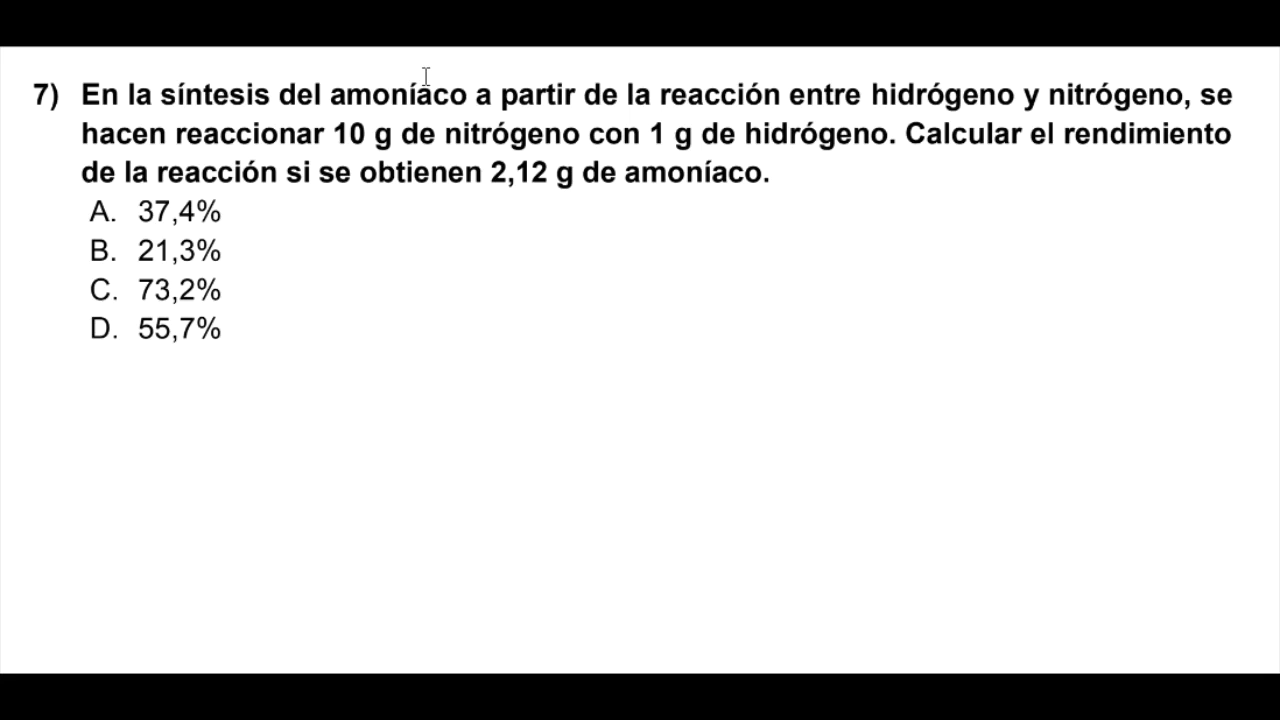 7) En la síntesis del amoníaco a partir de la reacción entre hidrógeno y nitrógeno, se
hacen reaccionar 10 g de nitrógeno con 1 g de hidrógeno. Calcular el rendimiento
de la reacción si se obtienen 2,12 g de amoníaco.
A. 37,4%
B. 21,3%
C. 73,2%
D. 55,7%